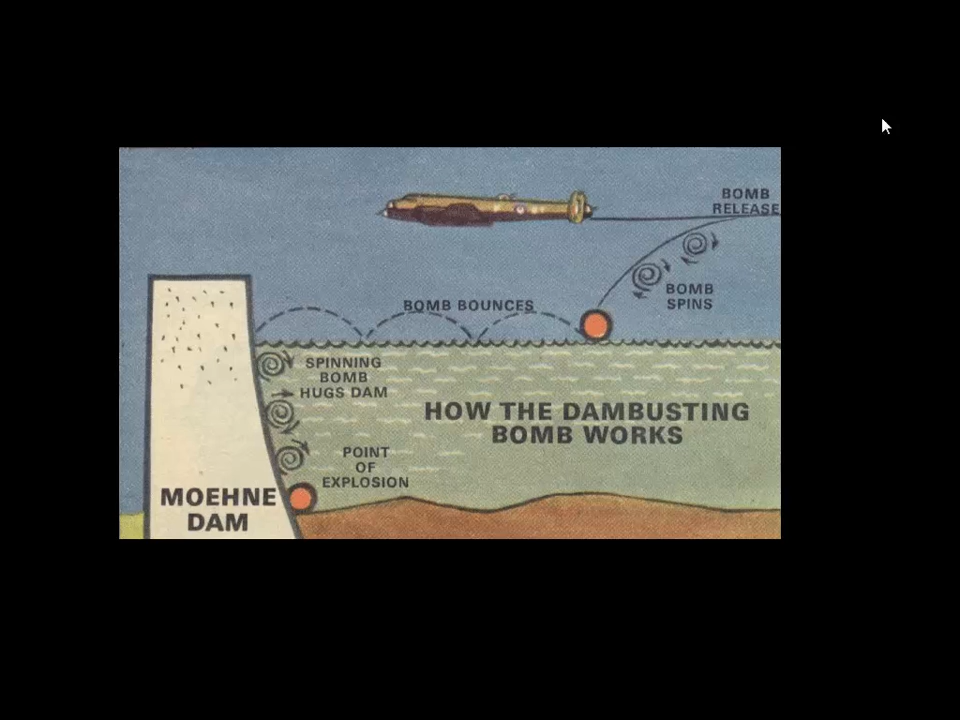 BOMB
RELEASE
BOMB
SPINS
BOMB BOUNCES
SPINNING
BOMB
HUGS DAM
HOW THE DAMBUSTING
BOMB WORKS
POINT
OF
EXPLOSION
MOEHNE
DAM